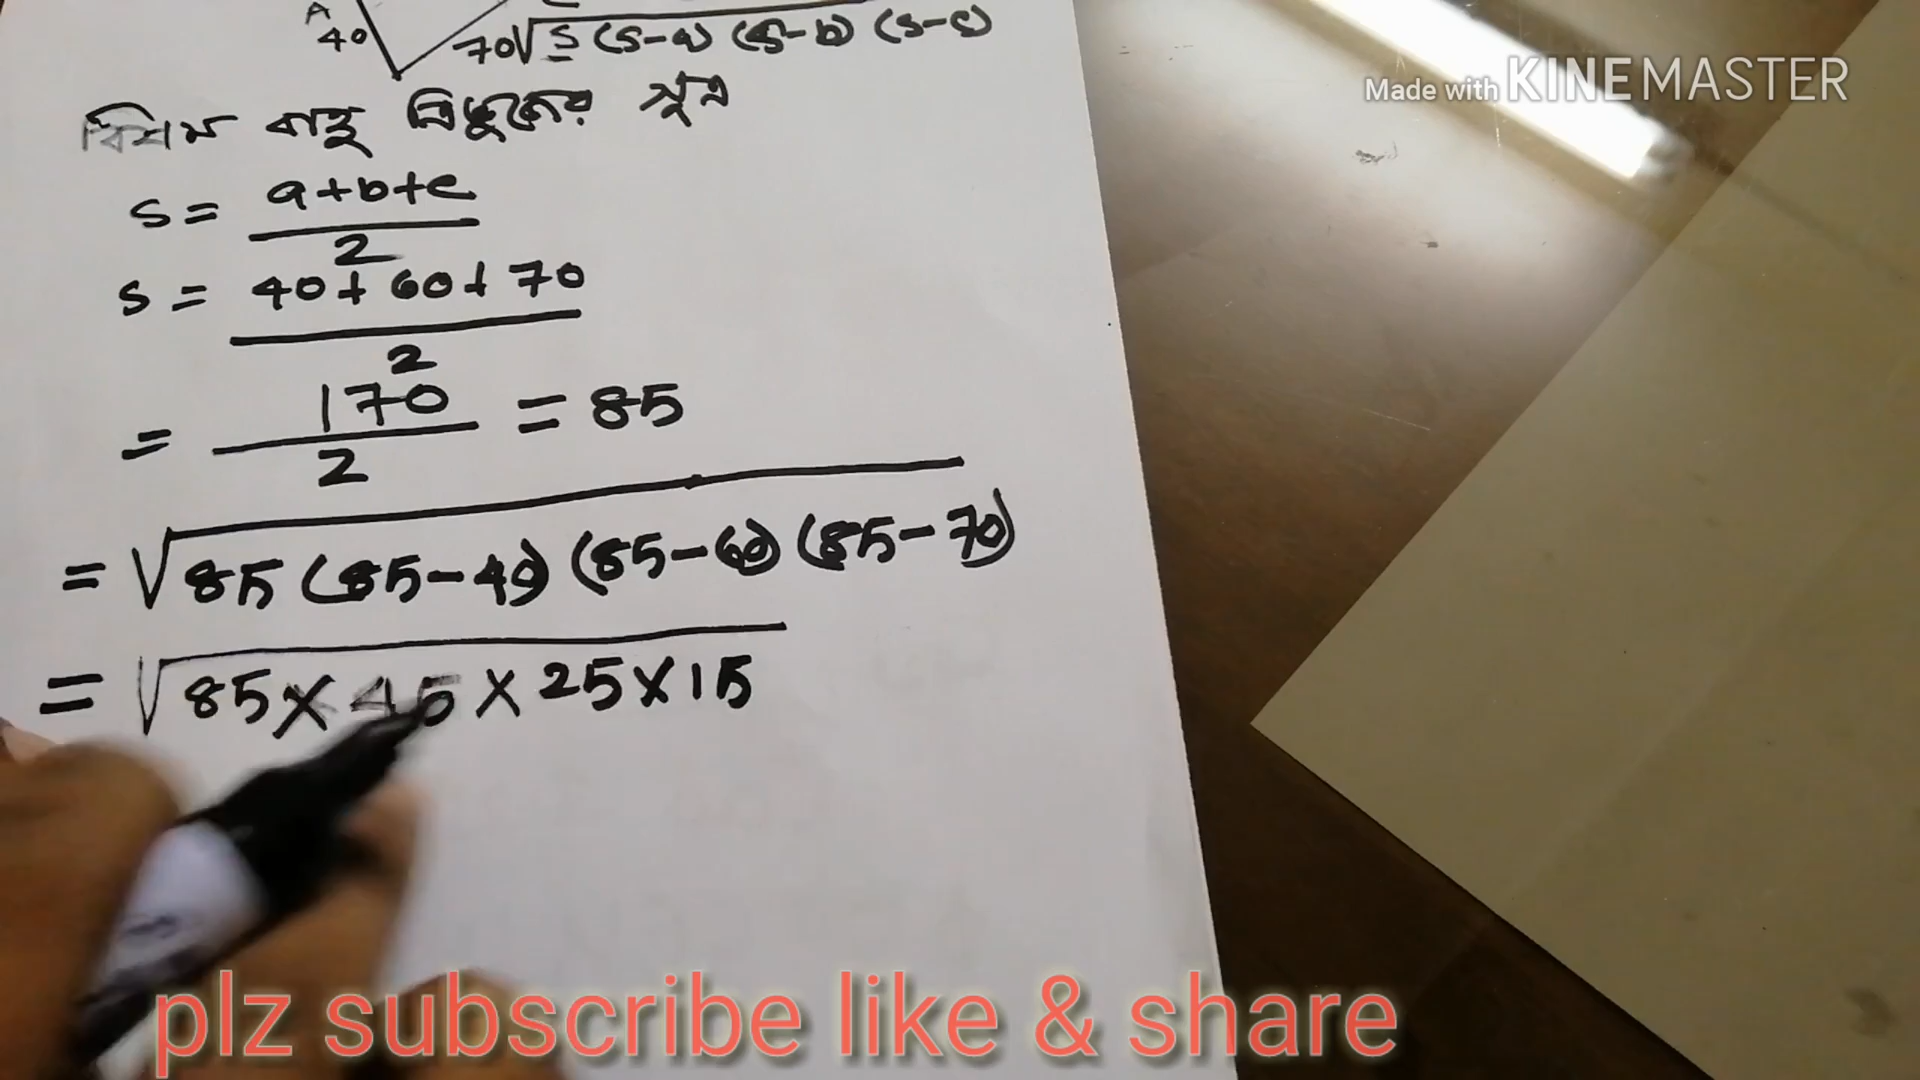 A
40 70√s (s-a) (s-b) (s-c)
Made with KINEMASTER
বিষম বাহু ত্রিভুজের সূত্র
s = a+b+c
2
s = 40+ 60+ 70
2
= 170 = 85
2
= √85 (85-40) (85-60) (85-70)
= √85 × 45 × 25 × 15
plz subscribe like & share